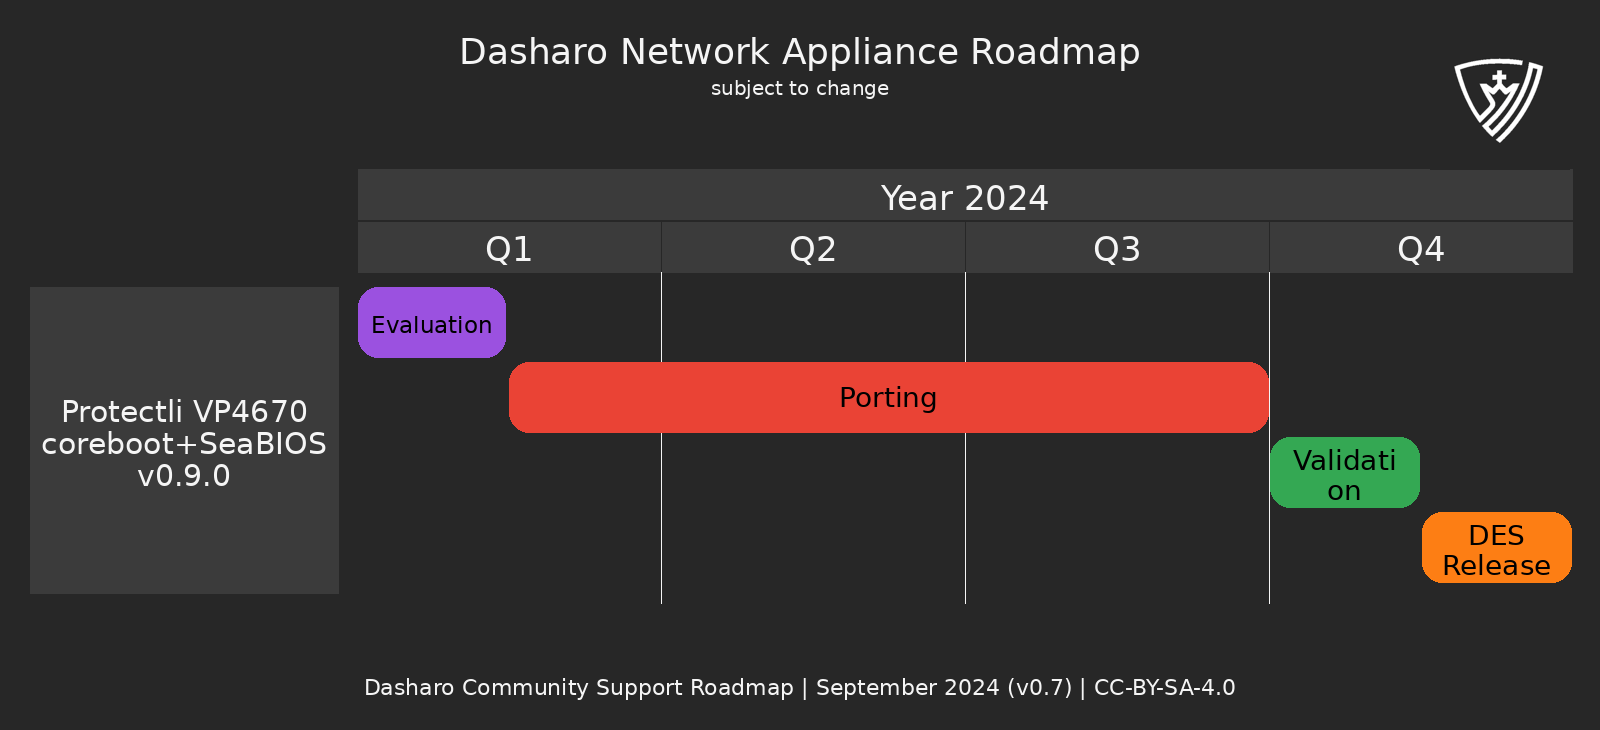 Dasharo Network Appliance Roadmap
subject to change
Year 2024
Q1
Q2
Q3
Q4
Protectli VP4670
coreboot+SeaBIOS
v0.9.0
Evaluation
Porting
Validati
on
DES
Release
Dasharo Community Support Roadmap | September 2024 (v0.7) | CC-BY-SA-4.0